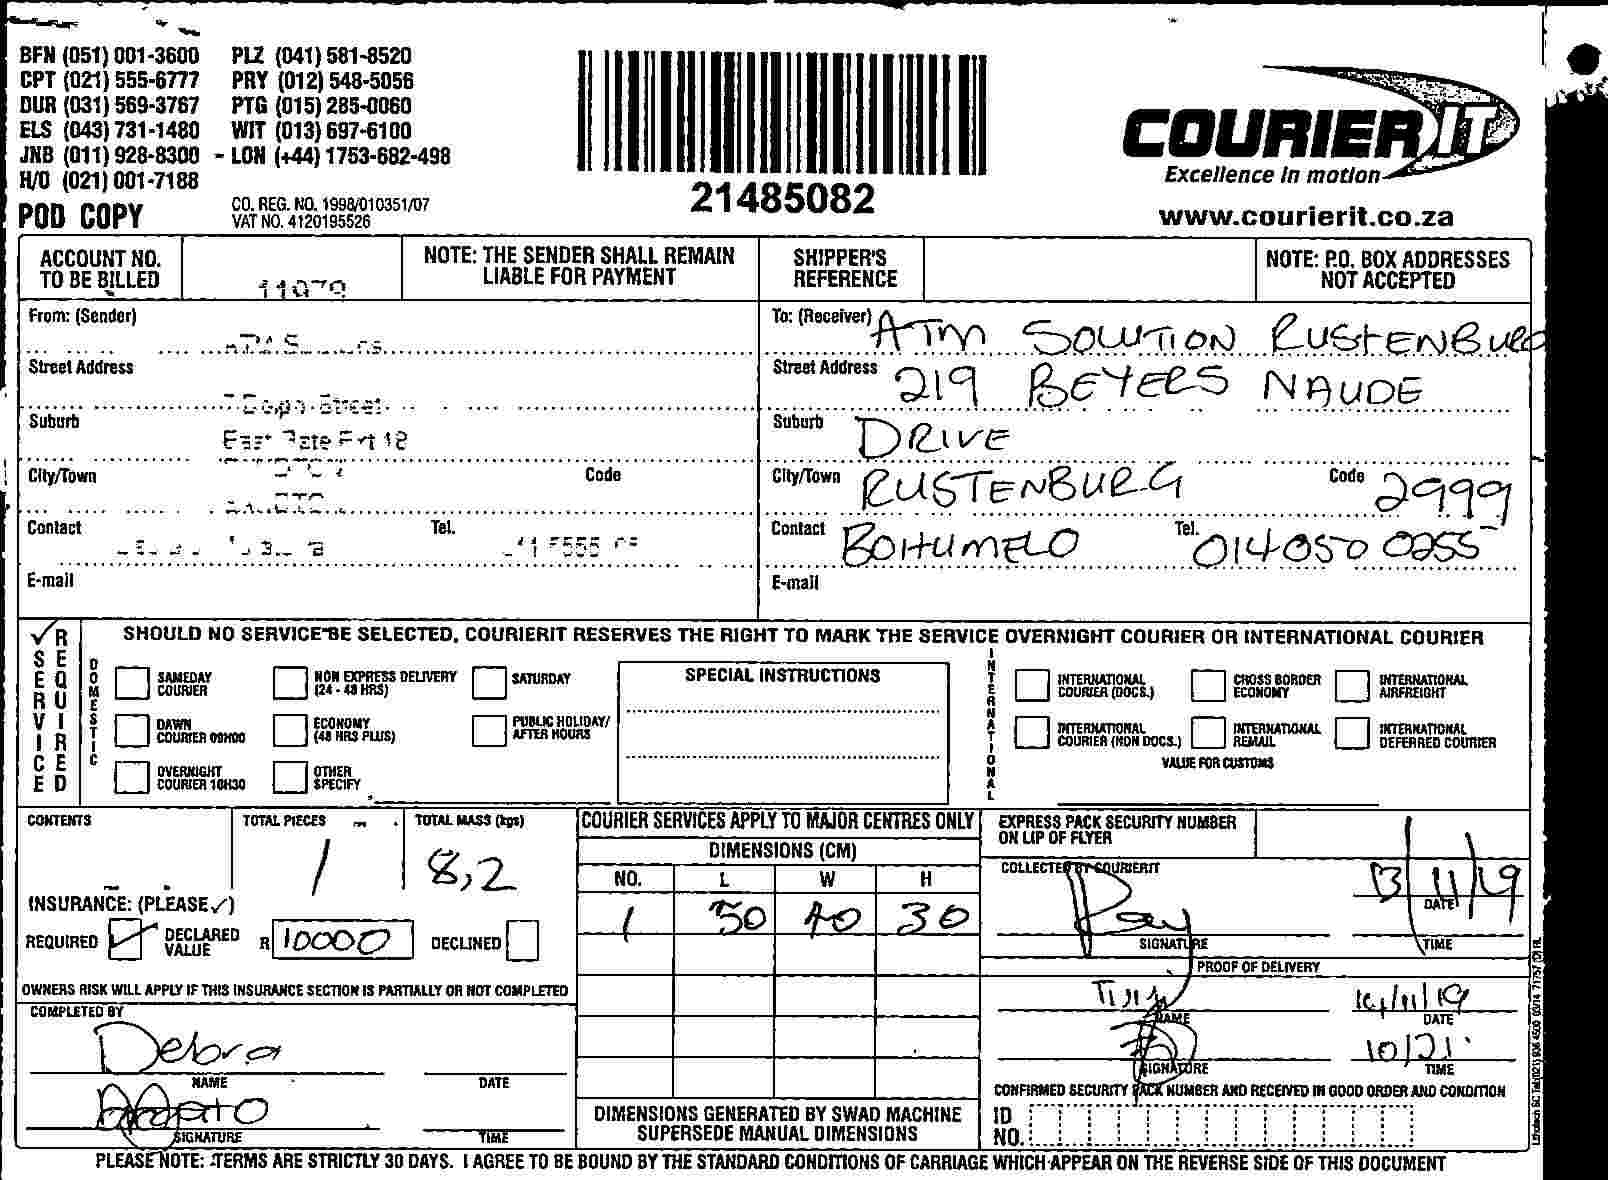 BFN (051) 001-3600 PLZ (041) 581-8520
CPT (021) 555-6777 PRY (012) 548-5056
DUR (031) 569-3767 PTG (015) 285-0060
ELS (043) 731-1480 WIT (013) 697-6100
JNB (011) 928-8300 - LON (+44) 1753-682-498
H/O (021) 001-7188
POD COPY
CO. REG. NO. 1998/010351/07
VAT NO. 4120195526
21485082
COURIER IT
Excellence in motion
www.courierit.co.za
ACCOUNT NO. TO BE BILLED
11079
NOTE: THE SENDER SHALL REMAIN LIABLE FOR PAYMENT
SHIPPER'S REFERENCE
NOTE: P.O. BOX ADDRESSES NOT ACCEPTED
From: (Sender)
Street Address
Street
Suburb
Ext 18
City/Town Code
Contact Tel.
E-mail
To: (Receiver) ATM SOLUTION RUSTENBURG
Street Address 219 BEYERS NAUDE
Suburb DRIVE
City/Town RUSTENBURG Code 2999
Contact BOITUMELO Tel. 014 050 0255
E-mail
✓ SERVICE REQUIRED
SHOULD NO SERVICE BE SELECTED, COURIERIT RESERVES THE RIGHT TO MARK THE SERVICE OVERNIGHT COURIER OR INTERNATIONAL COURIER
DOMESTIC
SAMEDAY COURIER
NON EXPRESS DELIVERY (24 - 48 HRS)
SATURDAY
DAWN COURIER 09H00
ECONOMY (48 HRS PLUS)
PUBLIC HOLIDAY/ AFTER HOURS
OVERNIGHT COURIER 10H30
OTHER SPECIFY
SPECIAL INSTRUCTIONS
INTERNATIONAL
INTERNATIONAL COURIER (DOCS.)
CROSS BORDER ECONOMY
INTERNATIONAL AIRFREIGHT
INTERNATIONAL COURIER (NON DOCS.)
INTERNATIONAL REMAIL
INTERNATIONAL DEFERRED COURIER
VALUE FOR CUSTOMS
CONTENTS
TOTAL PIECES 1
TOTAL MASS (kgs) 8,2
INSURANCE: (PLEASE ✓)
REQUIRED ✓ DECLARED VALUE R 10000 DECLINED
OWNERS RISK WILL APPLY IF THIS INSURANCE SECTION IS PARTIALLY OR NOT COMPLETED
COMPLETED BY
Debra
NAME DATE
SIGNATURE TIME
COURIER SERVICES APPLY TO MAJOR CENTRES ONLY
DIMENSIONS (CM)
NO. L W H
1 50 40 30
DIMENSIONS GENERATED BY SWAD MACHINE SUPERSEDE MANUAL DIMENSIONS
EXPRESS PACK SECURITY NUMBER ON LIP OF FLYER
COLLECTED BY COURIERIT
13/11/19
DATE
SIGNATURE TIME
PROOF OF DELIVERY
14/11/19
NAME DATE
10/21
SIGNATURE TIME
CONFIRMED SECURITY PACK NUMBER AND RECEIVED IN GOOD ORDER AND CONDITION
ID NO.
PLEASE NOTE: TERMS ARE STRICTLY 30 DAYS. I AGREE TO BE BOUND BY THE STANDARD CONDITIONS OF CARRIAGE WHICH APPEAR ON THE REVERSE SIDE OF THIS DOCUMENT